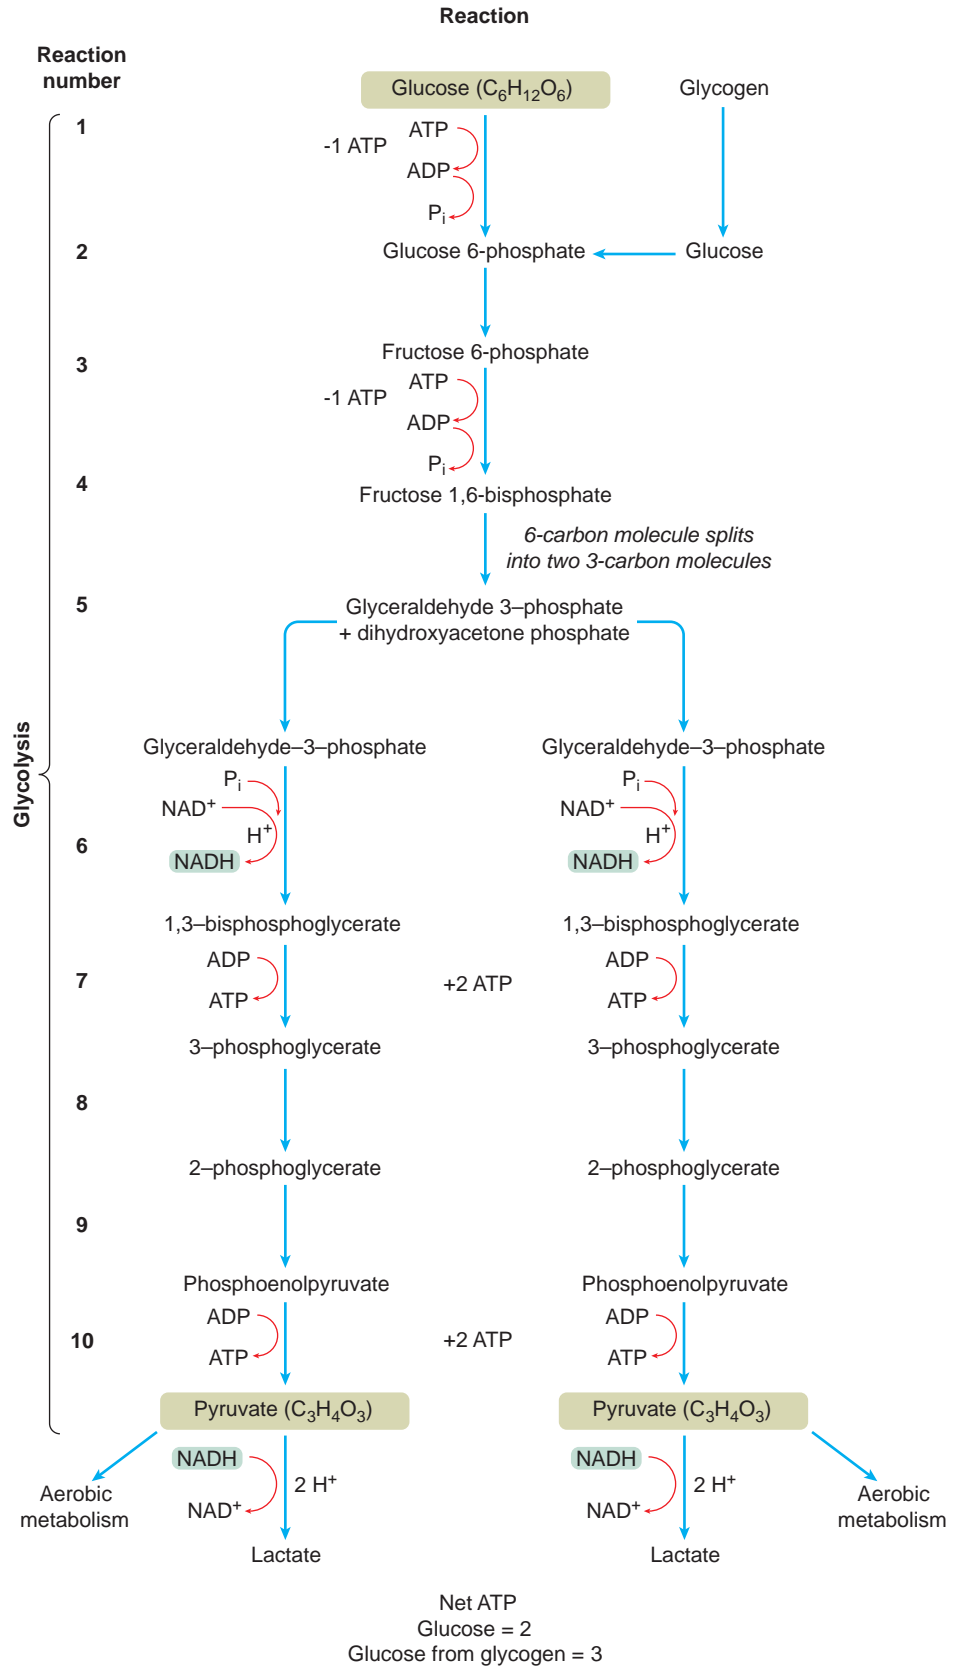 Reaction
Reaction
number
Glucose (C₆H₁₂O₆)
Glycogen
1
ATP
-1 ATP
ADP
Pᵢ
2
Glucose 6-phosphate
Glucose
Fructose 6-phosphate
3
ATP
-1 ATP
ADP
Pᵢ
4
Fructose 1,6-bisphosphate
6-carbon molecule splits
into two 3-carbon molecules
5
Glyceraldehyde 3–phosphate
+ dihydroxyacetone phosphate
Glycolysis
Glyceraldehyde–3–phosphate
Glyceraldehyde–3–phosphate
Pᵢ
Pᵢ
NAD⁺
NAD⁺
H⁺
H⁺
6
NADH
NADH
1,3–bisphosphoglycerate
1,3–bisphosphoglycerate
ADP
ADP
7
+2 ATP
ATP
ATP
3–phosphoglycerate
3–phosphoglycerate
8
2–phosphoglycerate
2–phosphoglycerate
9
Phosphoenolpyruvate
Phosphoenolpyruvate
ADP
ADP
10
+2 ATP
ATP
ATP
Pyruvate (C₃H₄O₃)
Pyruvate (C₃H₄O₃)
NADH
NADH
2 H⁺
2 H⁺
Aerobic
metabolism
NAD⁺
NAD⁺
Aerobic
metabolism
Lactate
Lactate
Net ATP
Glucose = 2
Glucose from glycogen = 3